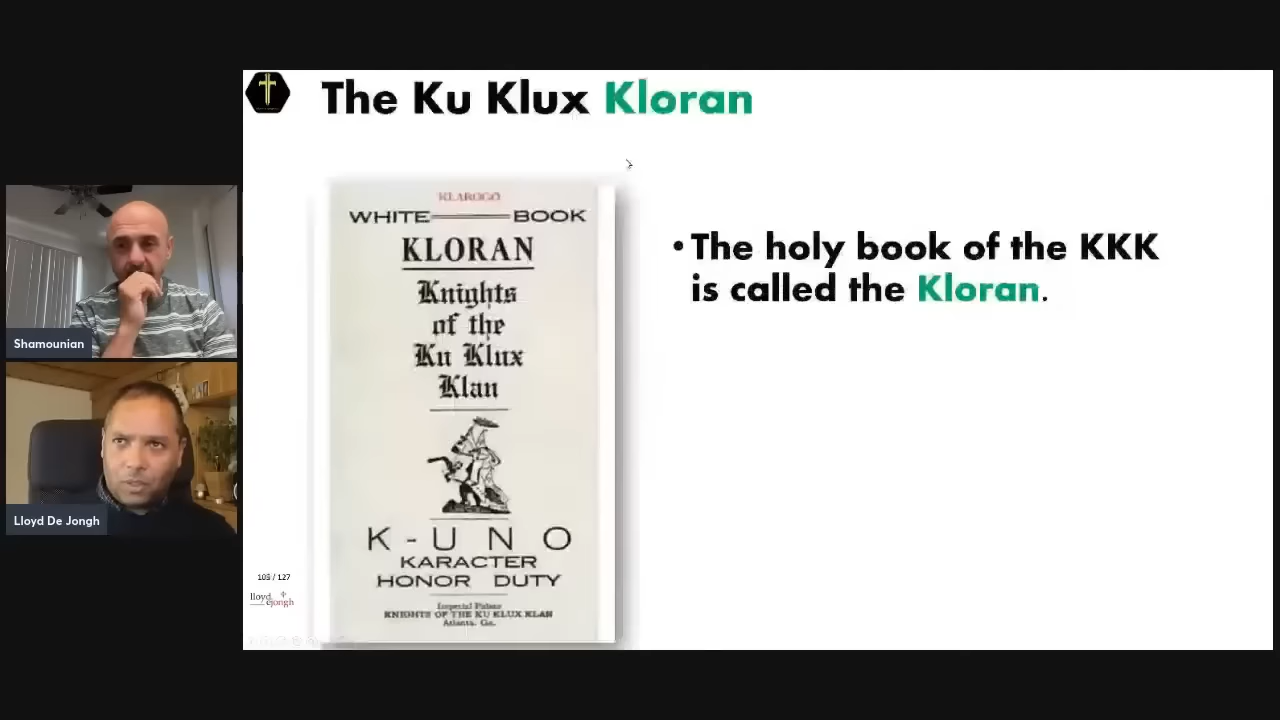 The Ku Klux Kloran
KLAROGO
WHITE BOOK
KLORAN
Knights
of the
Ku Klux
Klan
K-UNO
KARACTER
HONOR DUTY
Imperial Palace
KNIGHTS OF THE KU KLUX KLAN
Atlanta, Ga.
• The holy book of the KKK
is called the Kloran.
Shamounian
Lloyd De Jongh
105 / 127
lloyd
dejongh